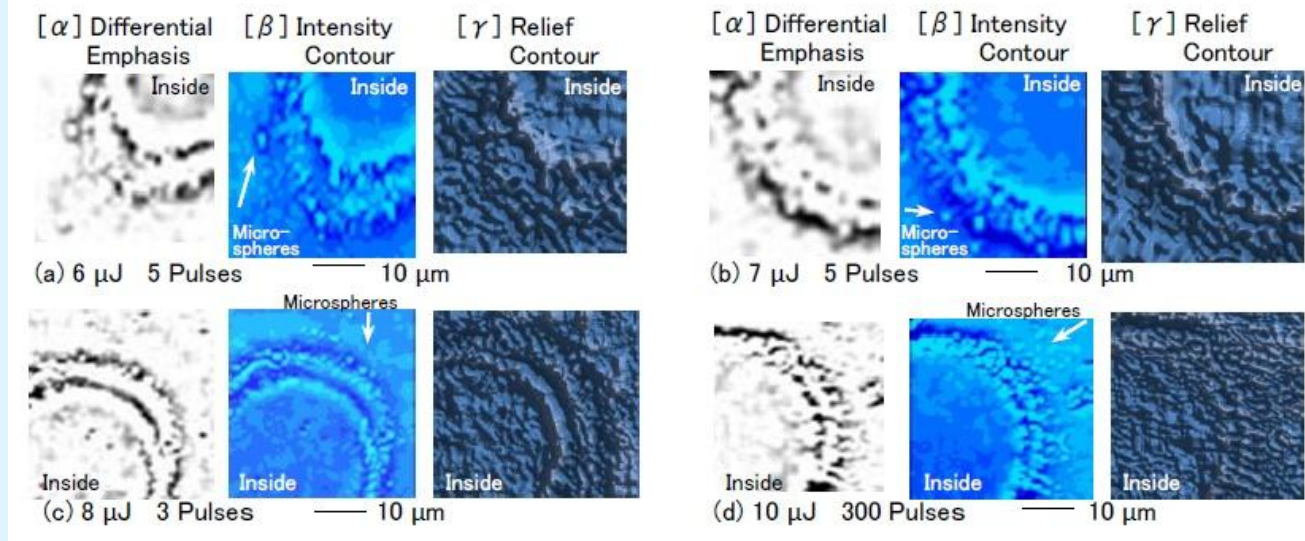 [α] Differential Emphasis
[β] Intensity Contour
[γ] Relief Contour
Inside
Inside
Inside
Micro-
spheres
(a) 6 μJ 5 Pulses
10 μm
[α] Differential Emphasis
[β] Intensity Contour
[γ] Relief Contour
Inside
Inside
Inside
Micro-
spheres
(b) 7 μJ 5 Pulses
10 μm
Microspheres
Inside
Inside
Inside
(c) 8 μJ 3 Pulses
10 μm
Microspheres
Inside
Inside
Inside
(d) 10 μJ 300 Pulses
10 μm